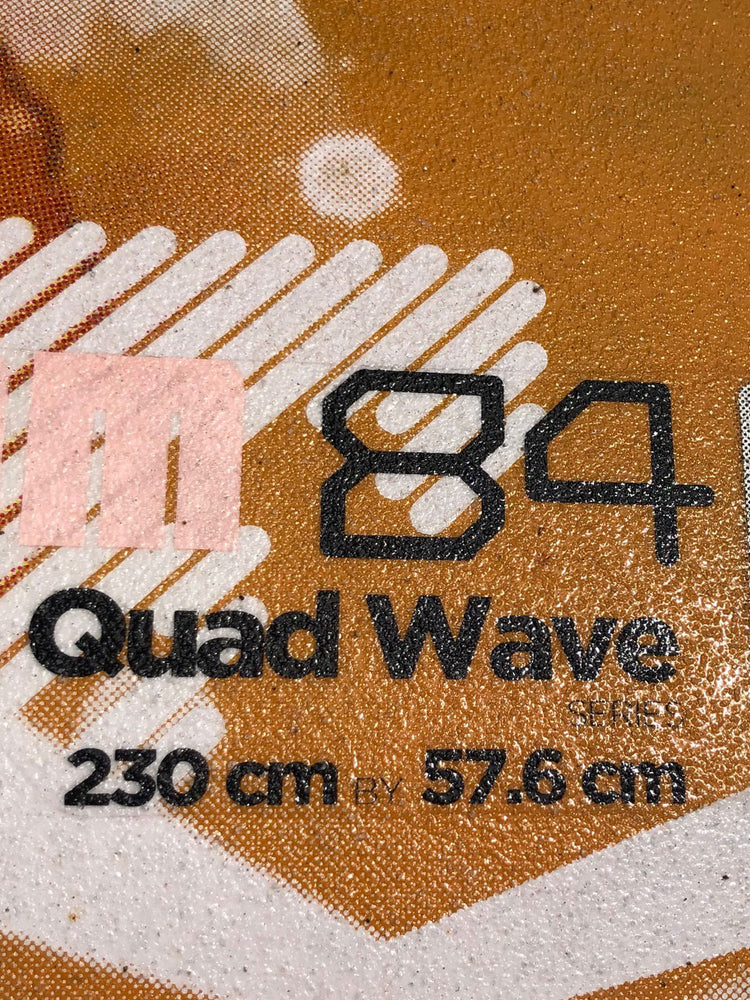 m 84
Quad Wave
SERIES
230 cm BY 57.6 cm